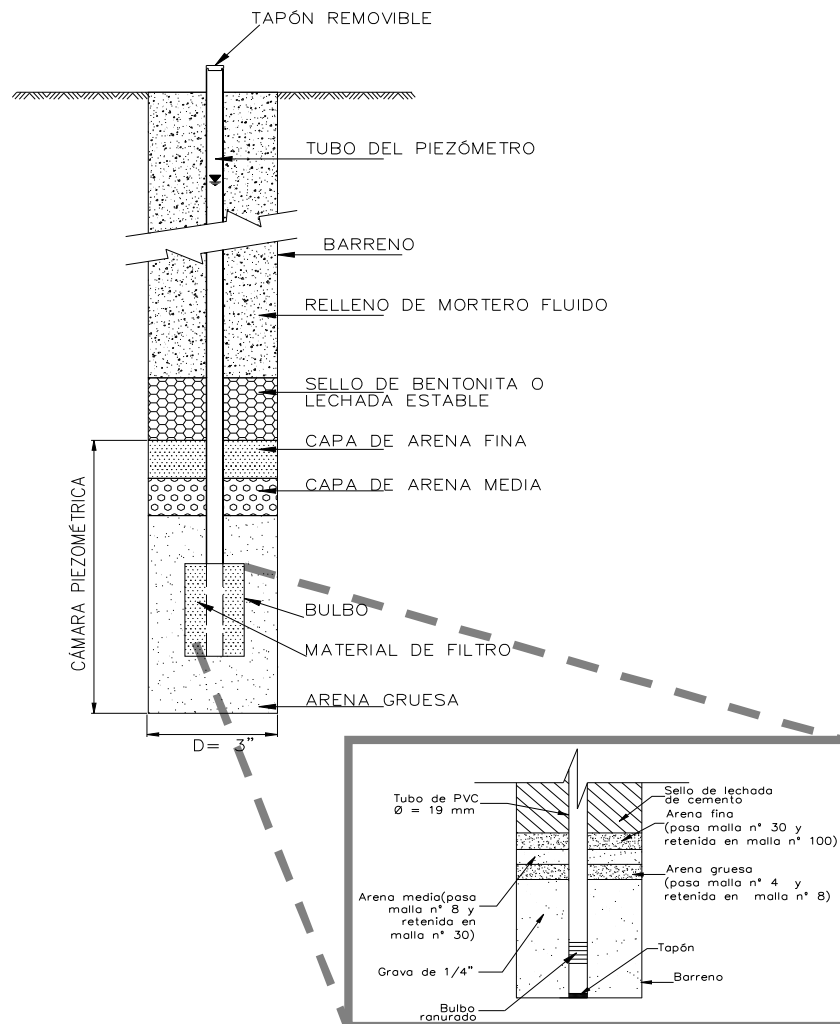 TAPÓN REMOVIBLE
TUBO DEL PIEZÓMETRO
BARRENO
RELLENO DE MORTERO FLUIDO
SELLO DE BENTONITA O
LECHADA ESTABLE
CAPA DE ARENA FINA
CAPA DE ARENA MEDIA
CÁMARA PIEZOMÉTRICA
BULBO
MATERIAL DE FILTRO
ARENA GRUESA
D= 3"
Tubo de PVC
Ø = 19 mm
Sello de lechada
de cemento
Arena fina
(pasa malla n° 30 y
retenida en malla n° 100)
Arena gruesa
(pasa malla n° 4 y
retenida en malla n° 8)
Arena media(pasa
malla n° 8 y
retenida en
malla n° 30)
Grava de 1/4"
Tapón
Barreno
Bulbo
ranurado